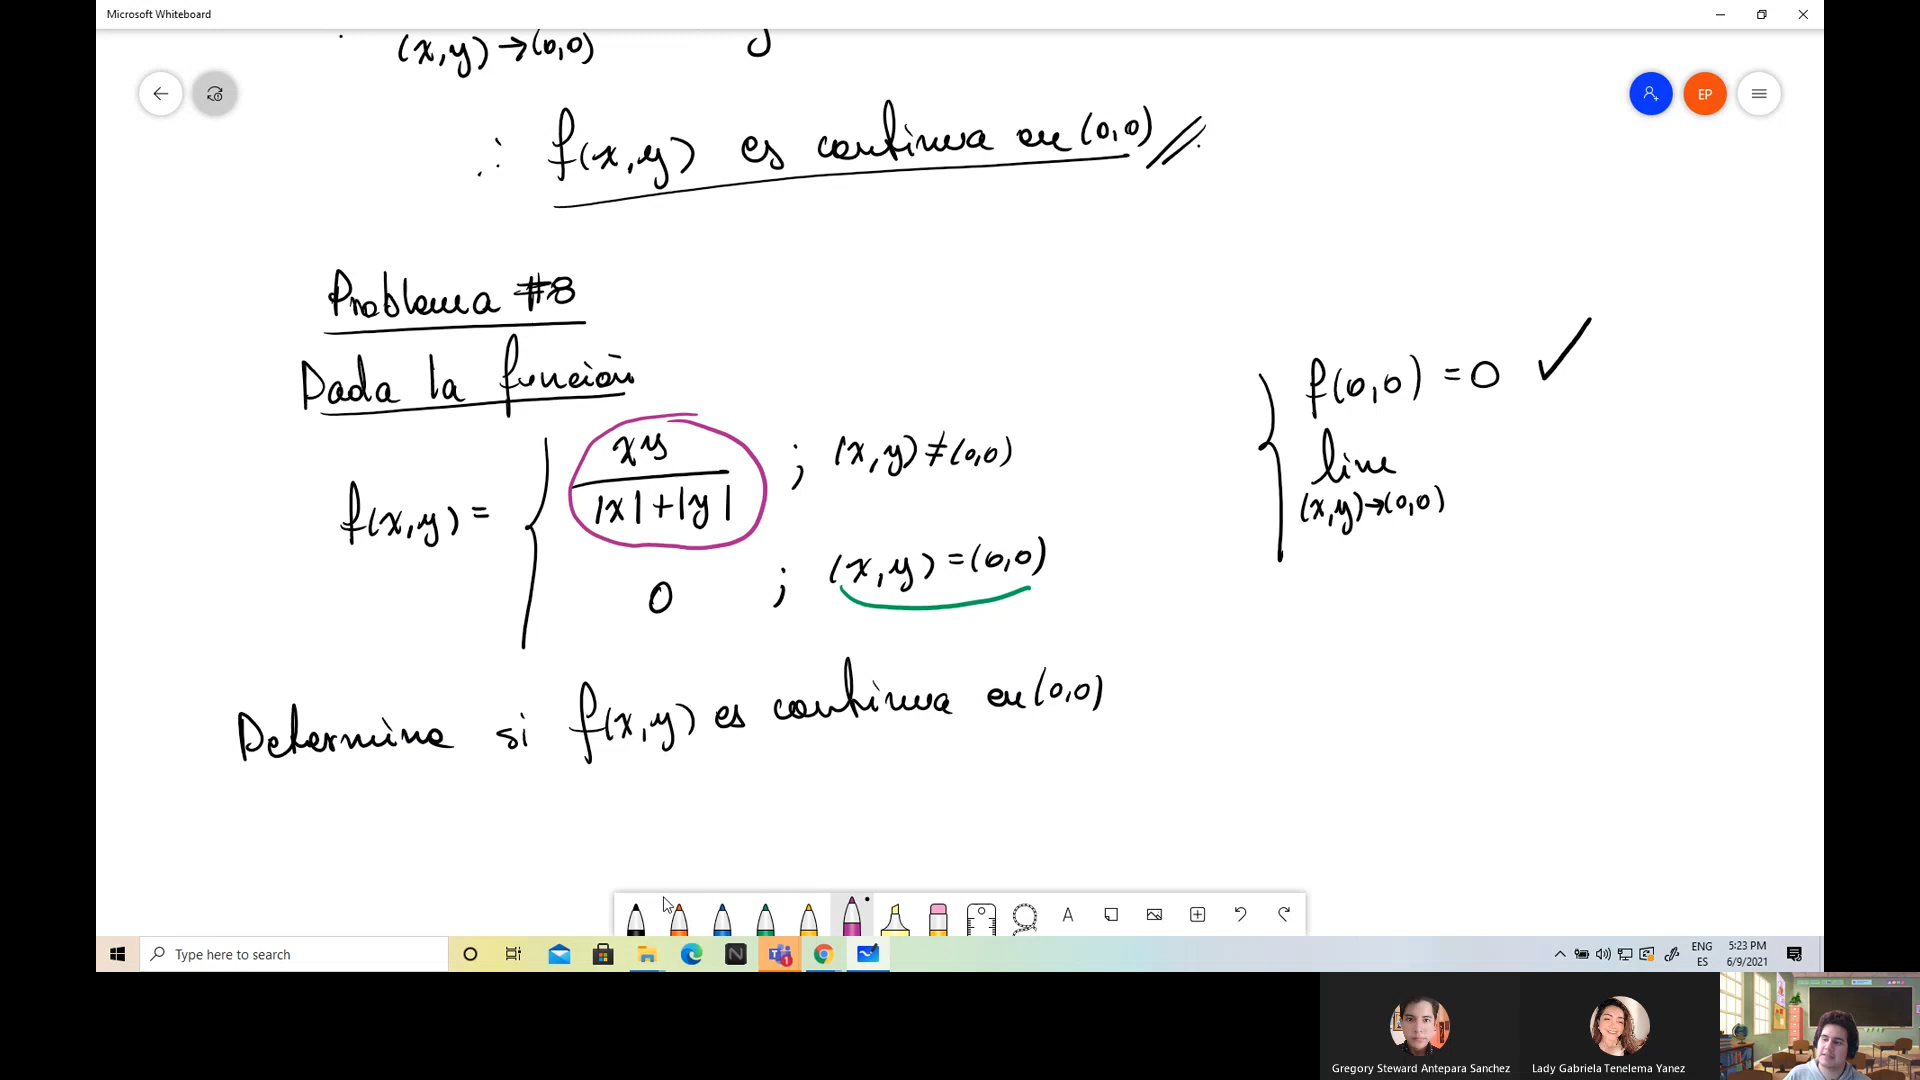 Microsoft Whiteboard
(x,y)→(0,0)
EP
∴ f(x,y) es continua en (0,0) //
Problema #8
Dada la función
f(x,y) = { xy / |x|+|y| ; (x,y)≠(0,0)
0 ; (x,y)=(0,0)
f(0,0) = 0 ✓
lim
(x,y)→(0,0)
Determine si f(x,y) es continua en (0,0)
Type here to search
ENG
ES
5:23 PM
6/9/2021
Gregory Steward Antepara Sanchez
Lady Gabriela Tenelema Yanez